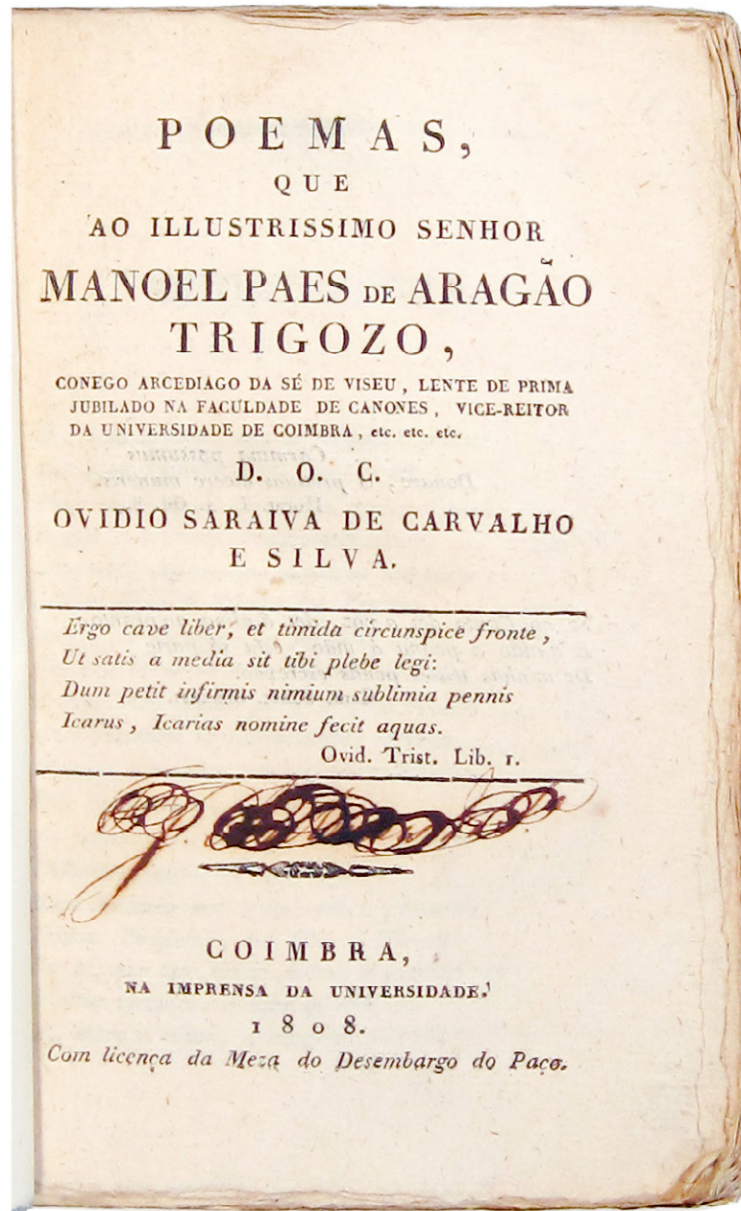 POEMAS,
QUE
AO ILLUSTRISSIMO SENHOR
MANOEL PAES DE ARAGÃO
TRIGOZO,
CONEGO ARCEDIAGO DA SÉ DE VISEU, LENTE DE PRIMA
JUBILADO NA FACULDADE DE CANONES, VICE-REITOR
DA UNIVERSIDADE DE COIMBRA, etc. etc. etc.
D. O. C.
OVIDIO SARAIVA DE CARVALHO
E SILVA.
Ergo cave liber, et timida circunspice fronte,
Ut satis a media sit tibi plebe legi:
Dum petit infirmis nimium sublimia pennis
Icarus, Icarias nomine fecit aquas.
Ovid. Trist. Lib. 1.
COIMBRA,
NA IMPRENSA DA UNIVERSIDADE.
1808.
Com licença da Meza do Desembargo do Paço.